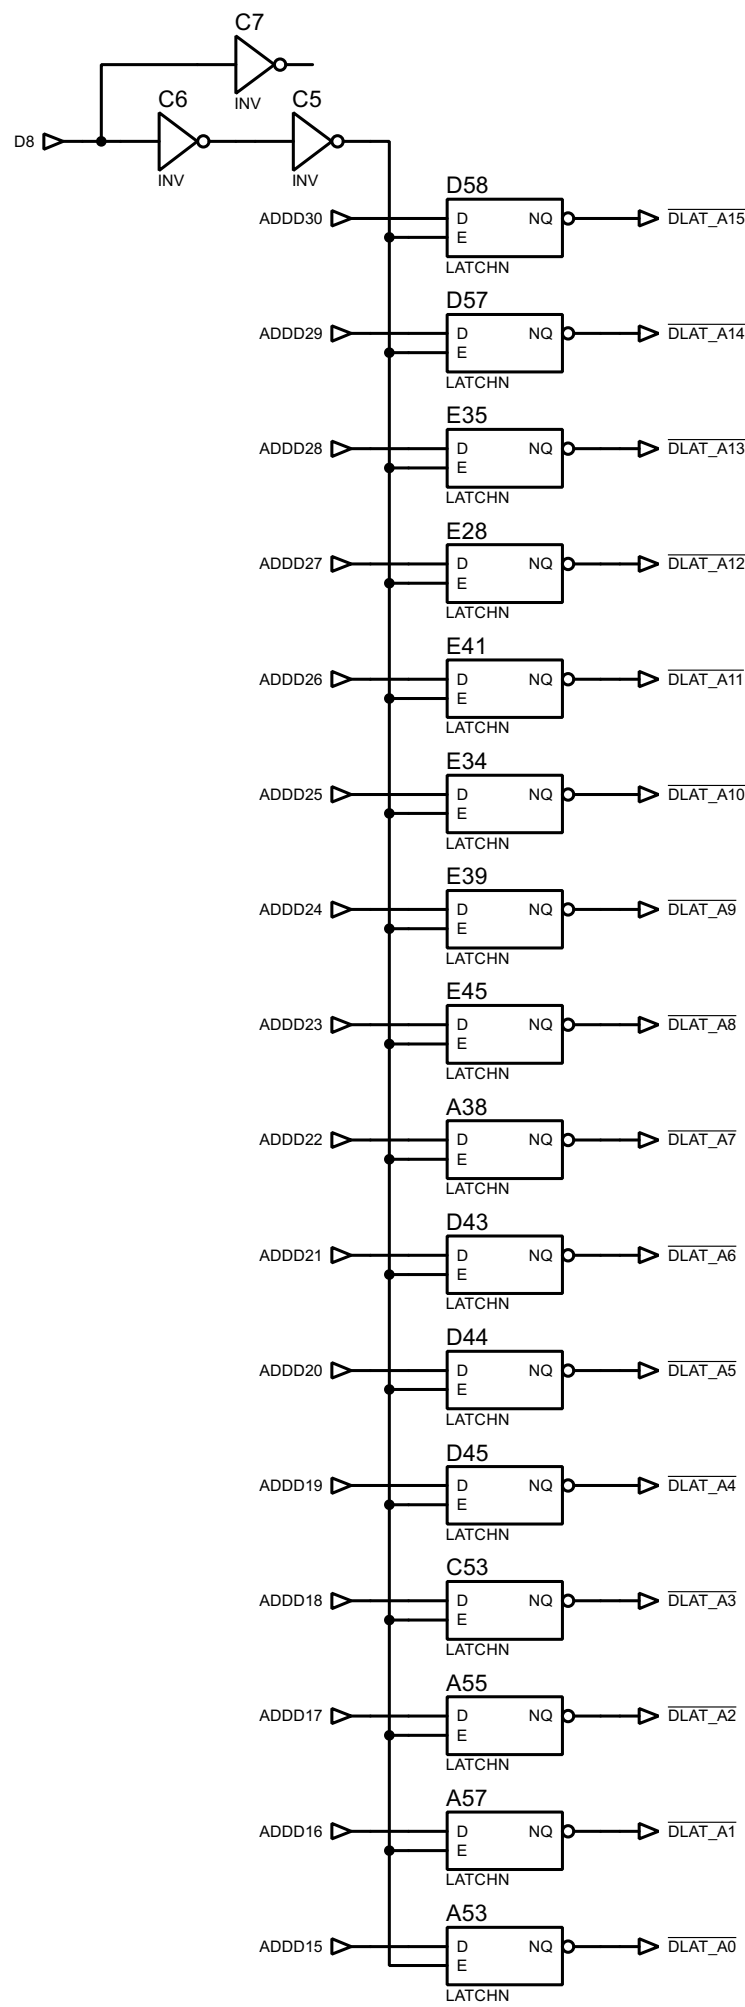 C7
INV
C6
C5
D8
INV
INV
D58
ADDD30 D NQ DLAT_A15
E
LATCHN
D57
ADDD29 D NQ DLAT_A14
E
LATCHN
E35
ADDD28 D NQ DLAT_A13
E
LATCHN
E28
ADDD27 D NQ DLAT_A12
E
LATCHN
E41
ADDD26 D NQ DLAT_A11
E
LATCHN
E34
ADDD25 D NQ DLAT_A10
E
LATCHN
E39
ADDD24 D NQ DLAT_A9
E
LATCHN
E45
ADDD23 D NQ DLAT_A8
E
LATCHN
A38
ADDD22 D NQ DLAT_A7
E
LATCHN
D43
ADDD21 D NQ DLAT_A6
E
LATCHN
D44
ADDD20 D NQ DLAT_A5
E
LATCHN
D45
ADDD19 D NQ DLAT_A4
E
LATCHN
C53
ADDD18 D NQ DLAT_A3
E
LATCHN
A55
ADDD17 D NQ DLAT_A2
E
LATCHN
A57
ADDD16 D NQ DLAT_A1
E
LATCHN
A53
ADDD15 D NQ DLAT_A0
E
LATCHN